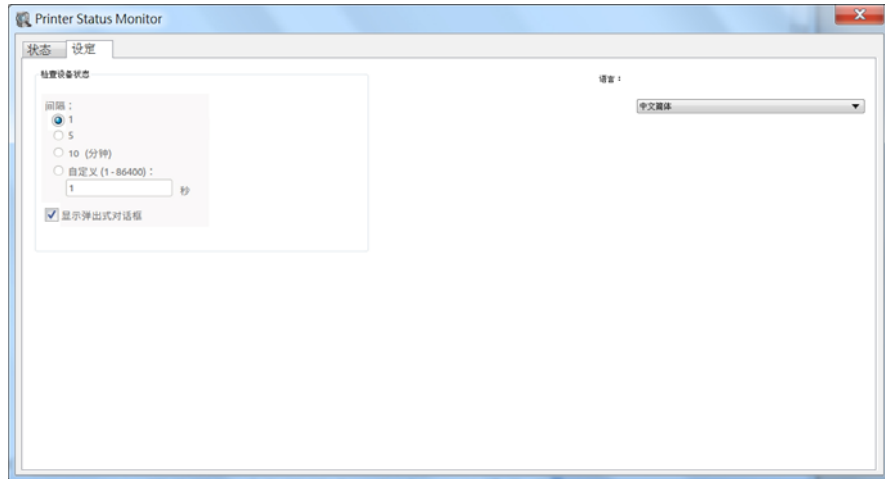 Printer Status Monitor
状态 设定
检查设备状态
语言：
间隔：
中文简体
1
5
10 (分钟)
自定义 (1 - 86400)：
1 秒
显示弹出式对话框